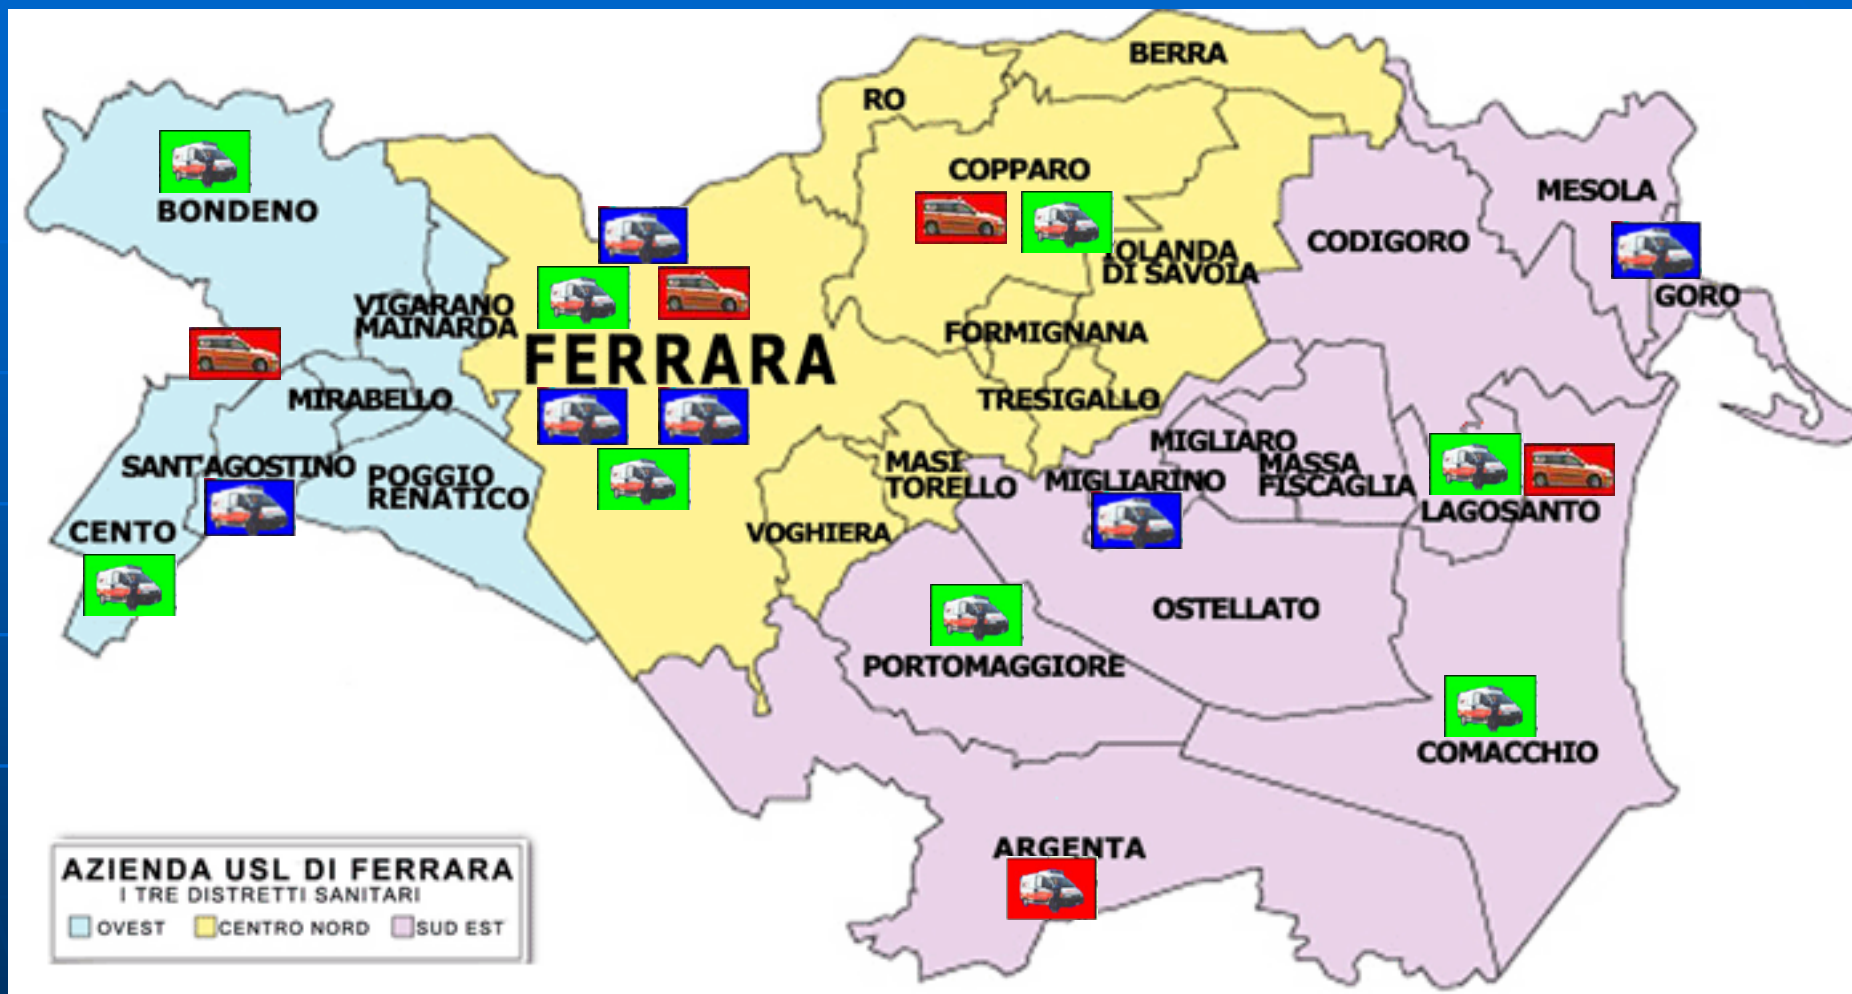 BERRA
RO
COPPARO
MESOLA
BONDENO
CODIGORO
JOLANDA
DI SAVOIA
GORO
VIGARANO
MAINARDA
FORMIGNANA
FERRARA
MIRABELLO
TRESIGALLO
MIGLIARO
SANT'AGOSTINO
POGGIO
RENATICO
MASI
TORELLO
MIGLIARINO
MASSA
FISCAGLIA
LAGOSANTO
CENTO
VOGHIERA
OSTELLATO
PORTOMAGGIORE
COMACCHIO
ARGENTA
AZIENDA USL DI FERRARA
I TRE DISTRETTI SANITARI
OVEST CENTRO NORD SUD EST